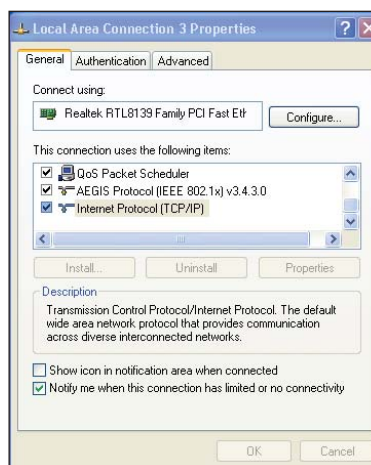 Local Area Connection 3 Properties
General
Authentication
Advanced
Connect using:
Realtek RTL8139 Family PCI Fast Eth
Configure...
This connection uses the following items:
QoS Packet Scheduler
AEGIS Protocol (IEEE 802.1x) v3.4.3.0
Internet Protocol (TCP/IP)
Install...
Uninstall
Properties
Description
Transmission Control Protocol/Internet Protocol. The default
wide area network protocol that provides communication
across diverse interconnected networks.
Show icon in notification area when connected
Notify me when this connection has limited or no connectivity
OK
Cancel